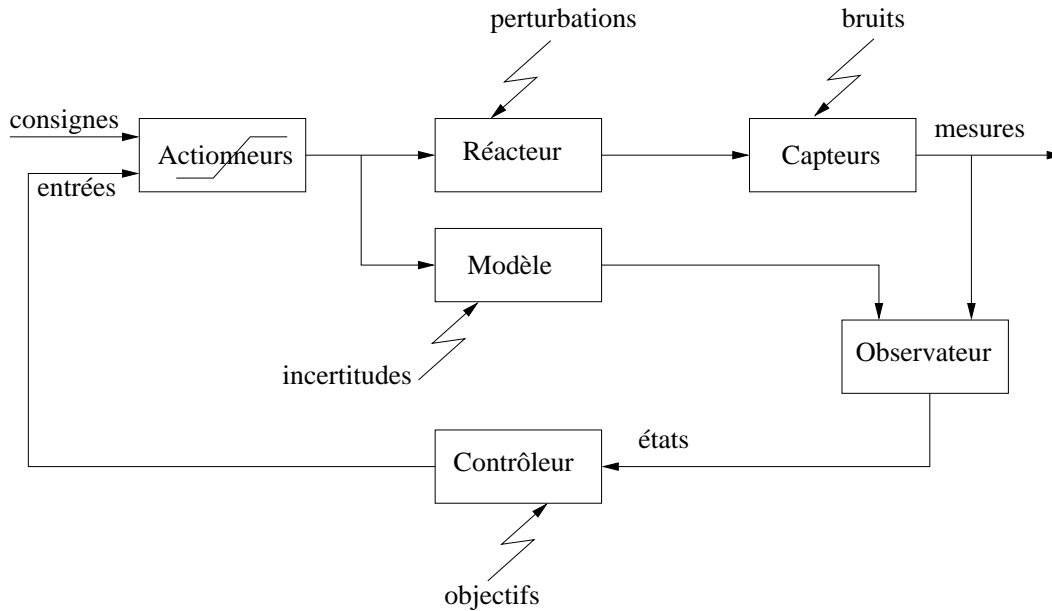 perturbations
bruits
consignes
Actionneurs
Réacteur
Capteurs
mesures
entrées
Modèle
Observateur
incertitudes
états
Contrôleur
objectifs